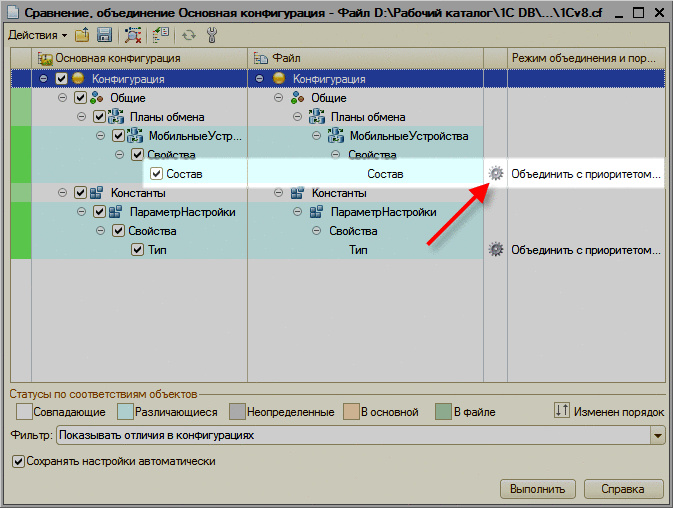 Сравнение, объединение Основная конфигурация - Файл D:\Рабочий каталог\1C DB\...\1Cv8.cf
Действия
Основная конфигурация Файл Режим объединения и пор...
Конфигурация Конфигурация
Общие Общие
Планы обмена Планы обмена
МобильныеУстр... МобильныеУстройства
Свойства Свойства
Состав Состав Объединить с приоритетом...
Константы Константы
ПараметрНастройки ПараметрНастройки
Свойства Свойства
Тип Тип Объединить с приоритетом...
Статусы по соответствиям объектов
Совпадающие Различающиеся Неопределенные В основной В файле Изменен порядок
Фильтр: Показывать отличия в конфигурациях
Сохранять настройки автоматически
Выполнить Справка